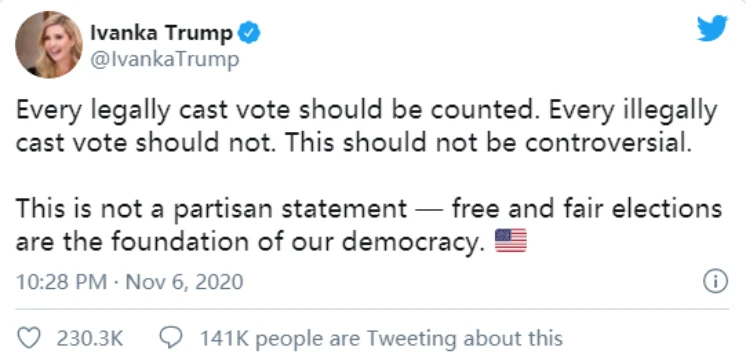 Ivanka Trump
@IvankaTrump
Every legally cast vote should be counted. Every illegally
cast vote should not. This should not be controversial.
This is not a partisan statement — free and fair elections
are the foundation of our democracy. 🇺🇸
10:28 PM · Nov 6, 2020
230.3K 141K people are Tweeting about this